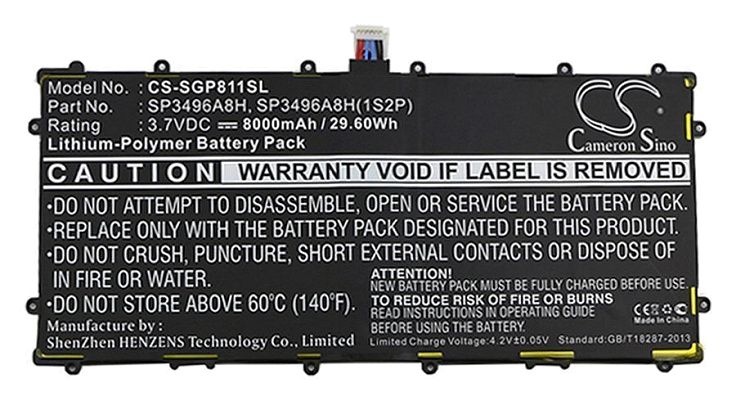 Model No. : CS-SGP811SL
Part No. : SP3496A8H, SP3496A8H(1S2P)
Rating : 3.7VDC 8000mAh / 29.60Wh
Lithium-Polymer Battery Pack
CS
Cameron Sino
CAUTION WARRANTY VOID IF LABEL IS REMOVED
•DO NOT ATTEMPT TO DISASSEMBLE, OPEN OR SERVICE THE BATTERY PACK.
•REPLACE ONLY WITH THE BATTERY PACK DESIGNATED FOR THIS PRODUCT.
•DO NOT CRUSH, PUNCTURE, SHORT EXTERNAL CONTACTS OR DISPOSE OF
IN FIRE OR WATER.
•DO NOT STORE ABOVE 60°C (140°F).
Manufacturer by :
ShenZhen HENZENS Technology Co., Limited
ATTENTION:
NEW BATTERY PACK MUST BE FULLY CHARGED BEFORE USE.
TO REDUCE RISK OF FIRE OR BURNS
READ INSTRUCTIONS IN OPERATING GUIDE
BEFORE USING BATTERY.
Limited Charge Voltage: 4.2V±0.05V
CE
Made In China
Standard: GB/T18287-2013